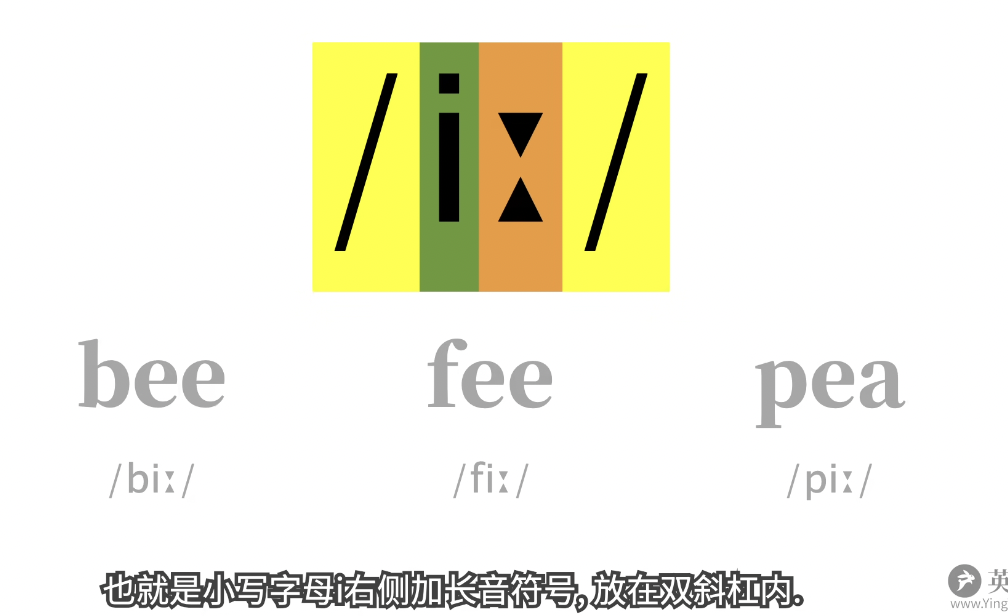 /iː/
bee fee pea
/biː/ /fiː/ /piː/
也就是小写字母i右侧加长音符号, 放在双斜杠内.
英
www.Ying